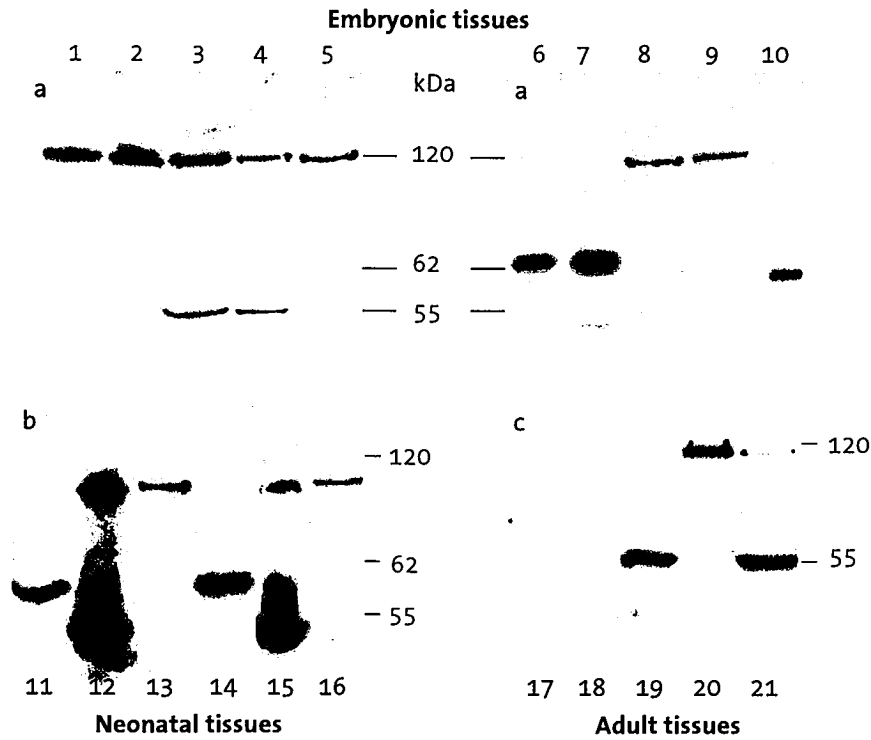 Embryonic tissues
1 2 3 4 5 6 7 8 9 10
a kDa a
120
62
55
b c
120 120
62 55
55
11 12 13 14 15 16 17 18 19 20 21
Neonatal tissues Adult tissues